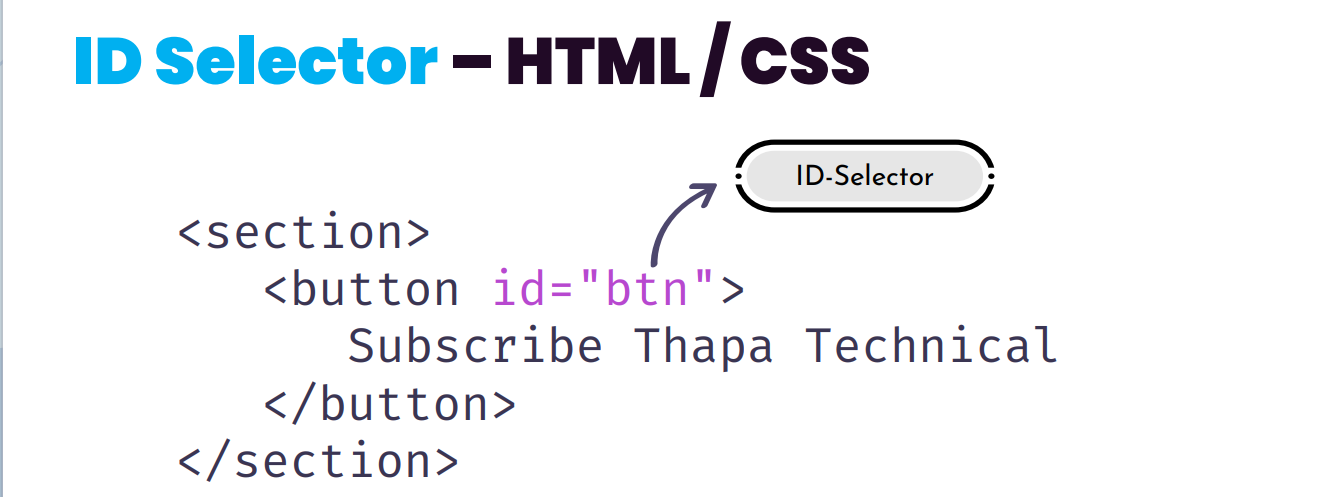 ID Selector – HTML / CSS
ID-Selector
<section>
<button id="btn">
Subscribe Thapa Technical
</button>
</section>